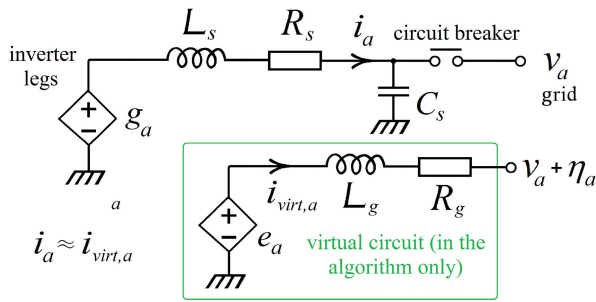 L_s R_s i_a circuit breaker
inverter
legs
+
−
g_a
C_s
v_a
grid
a
i_a ≈ i_virt,a
+
−
e_a
i_virt,a
L_g R_g
v_a + η_a
virtual circuit (in the
algorithm only)